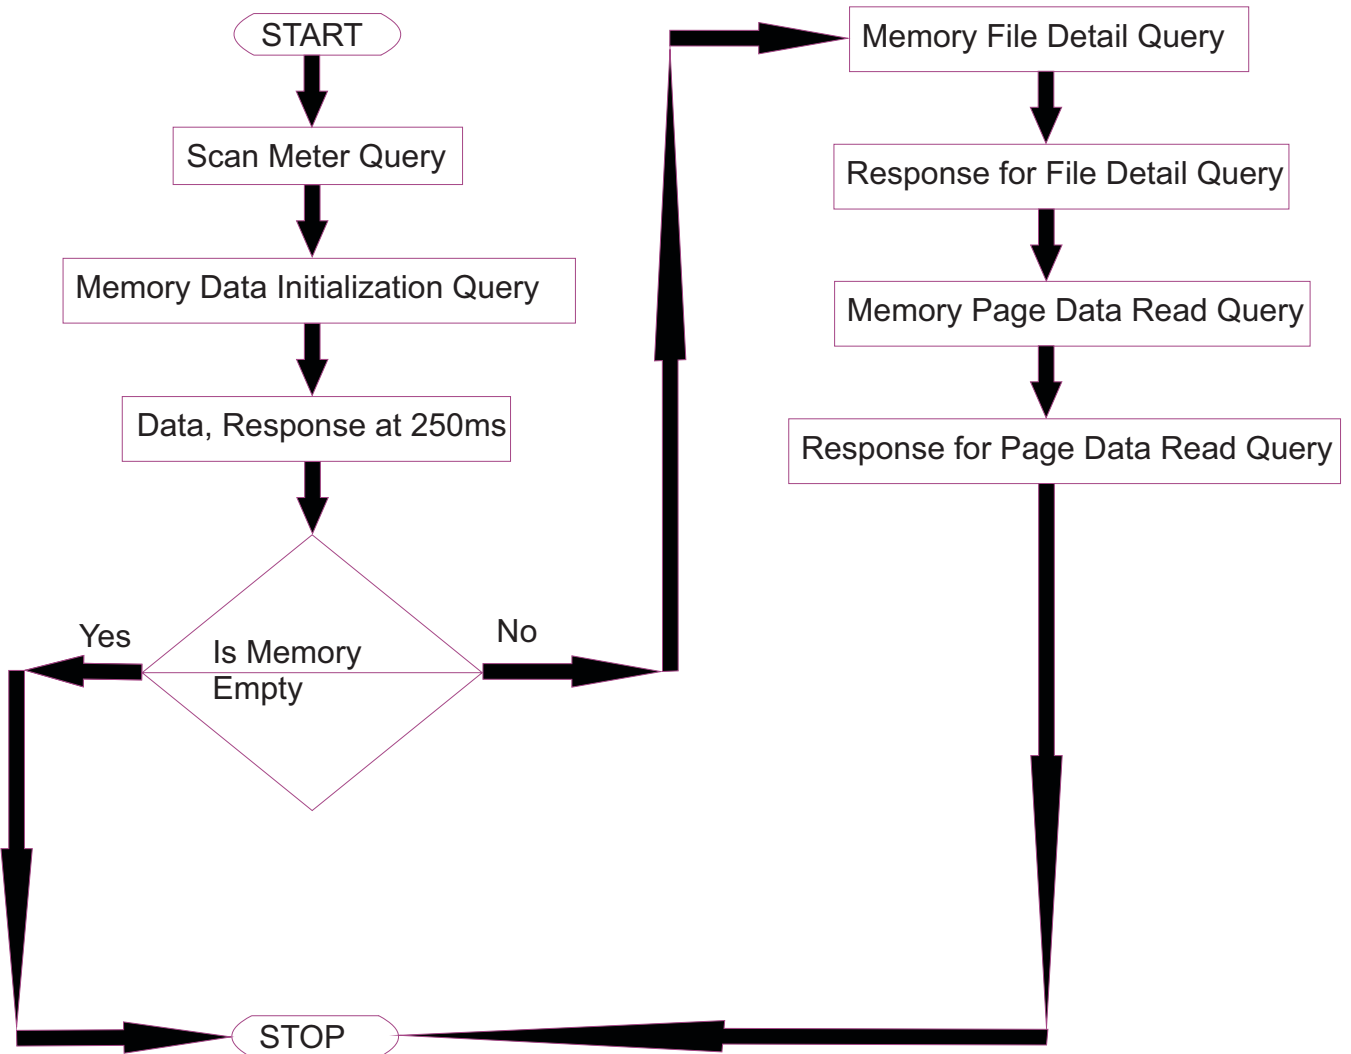 START
Scan Meter Query
Memory Data Initialization Query
Data, Response at 250ms
Is Memory
Empty
Yes
No
Memory File Detail Query
Response for File Detail Query
Memory Page Data Read Query
Response for Page Data Read Query
STOP